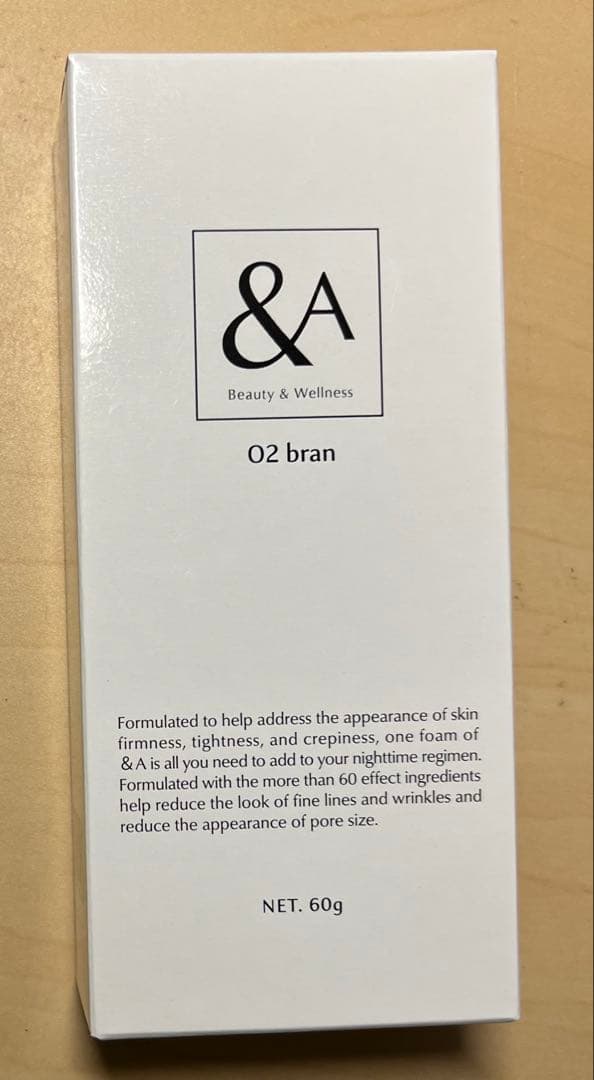 &A
Beauty & Wellness
O2 bran
Formulated to help address the appearance of skin
firmness, tightness, and crepiness, one foam of
&A is all you need to add to your nighttime regimen.
Formulated with the more than 60 effect ingredients
help reduce the look of fine lines and wrinkles and
reduce the appearance of pore size.
NET. 60g